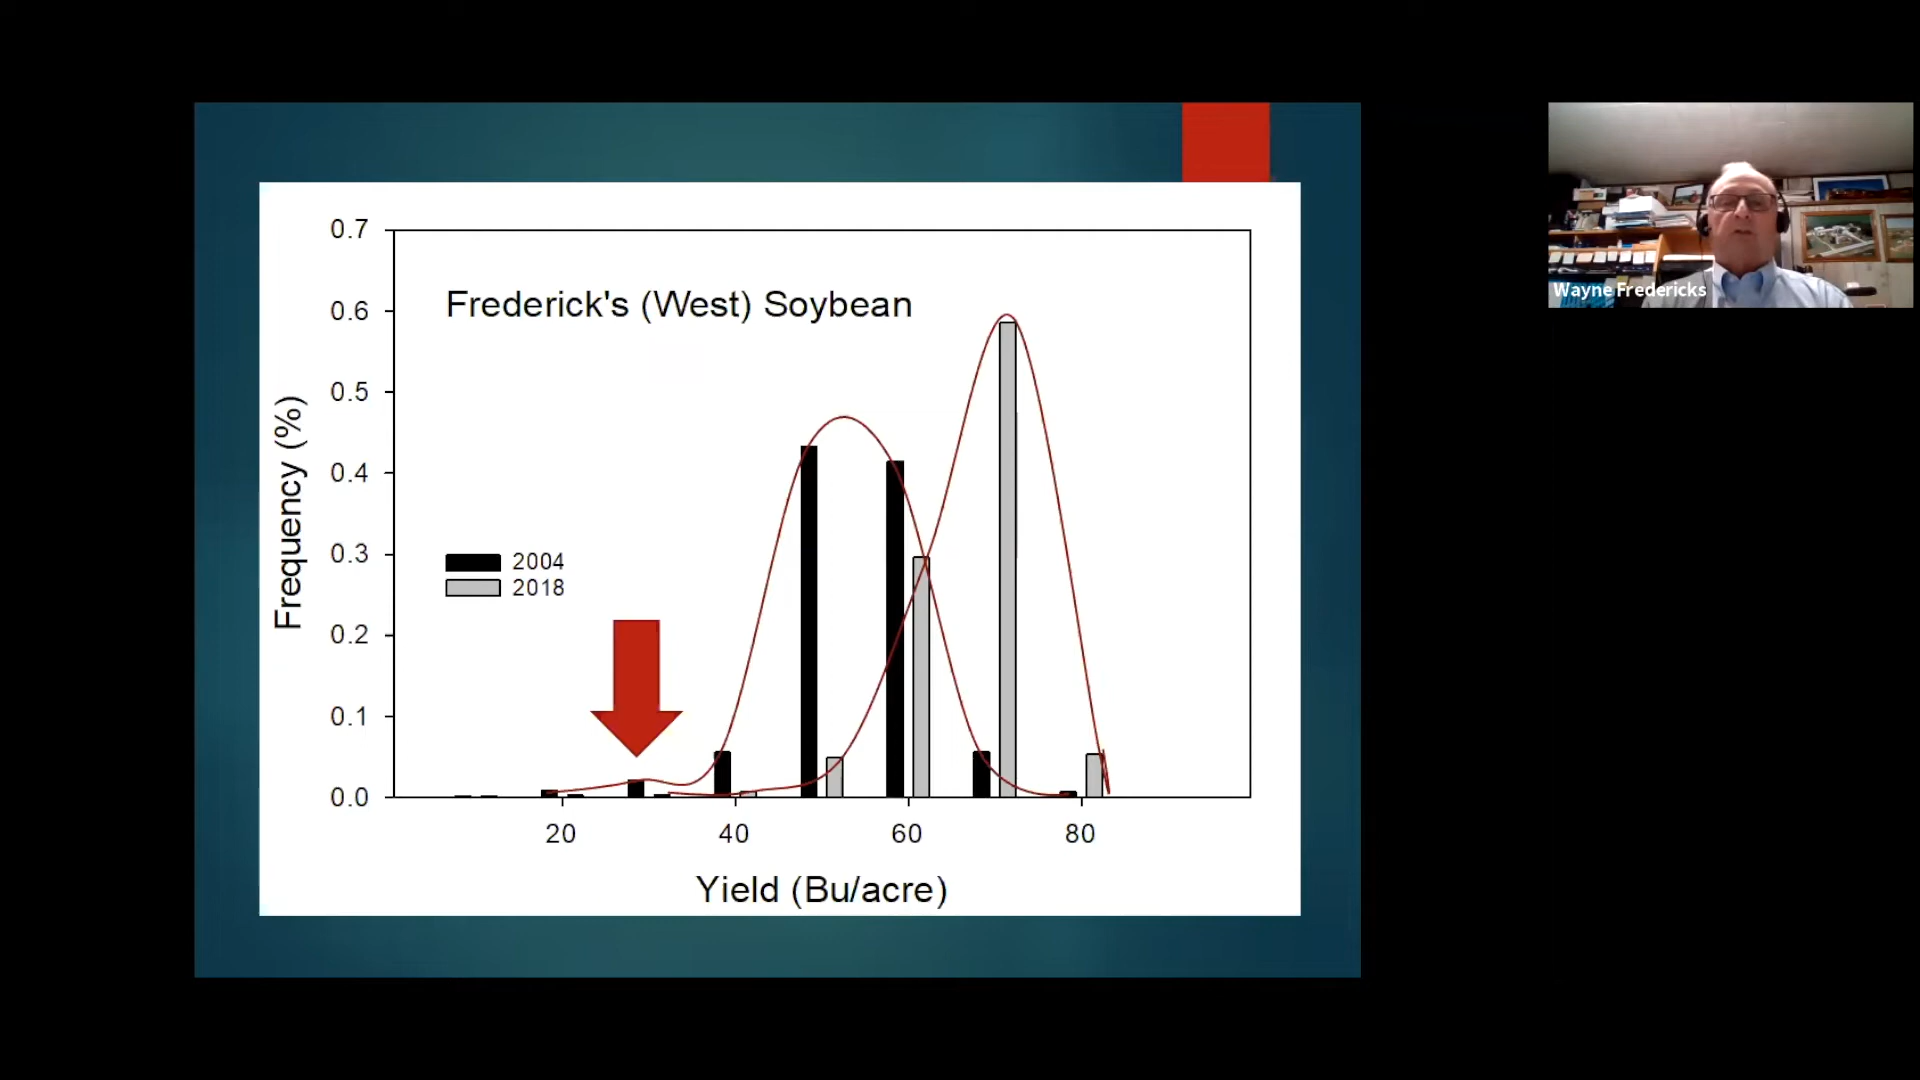 0.7
0.6
0.5
0.4
0.3
0.2
0.1
0.0
Frequency (%)
Frederick's (West) Soybean
2004
2018
20 40 60 80
Yield (Bu/acre)
Wayne Fredericks